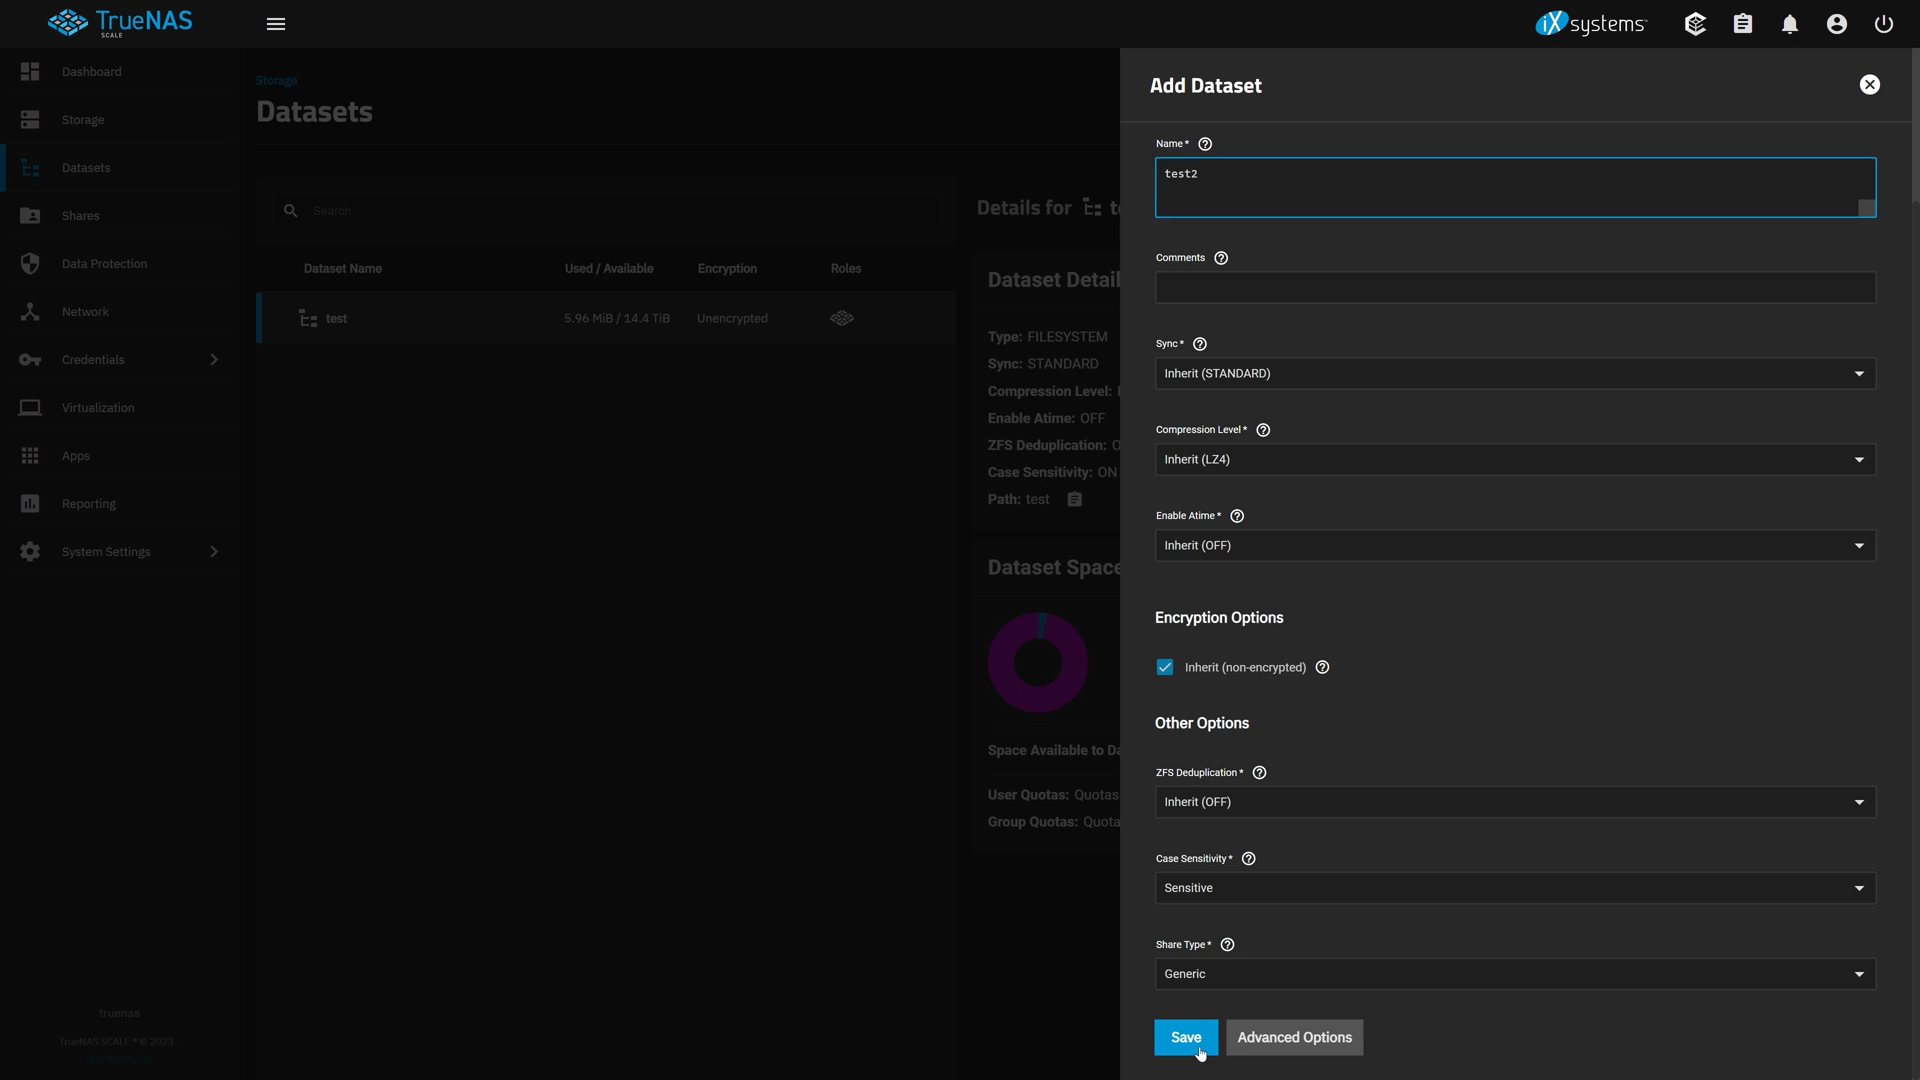 TrueNAS
SCALE
iXsystems
Dashboard
Storage
Datasets
Shares
Data Protection
Network
Credentials
Virtualization
Apps
Reporting
System Settings
truenas
TrueNAS SCALE ® © 2023 -
Storage
Datasets
Search
Dataset Name
Used / Available
Encryption
Roles
test
5.96 MiB / 14.4 TiB
Unencrypted
Details for
Dataset Detail
Type: FILESYSTEM
Sync: STANDARD
Compression Level:
Enable Atime: OFF
ZFS Deduplication: O
Case Sensitivity: ON
Path: test
Dataset Space
Space Available to Da
User Quotas: Quotas
Group Quotas: Quota
Add Dataset
Name *
test2
Comments
Sync *
Inherit (STANDARD)
Compression Level *
Inherit (LZ4)
Enable Atime *
Inherit (OFF)
Encryption Options
Inherit (non-encrypted)
Other Options
ZFS Deduplication *
Inherit (OFF)
Case Sensitivity *
Sensitive
Share Type *
Generic
Save
Advanced Options